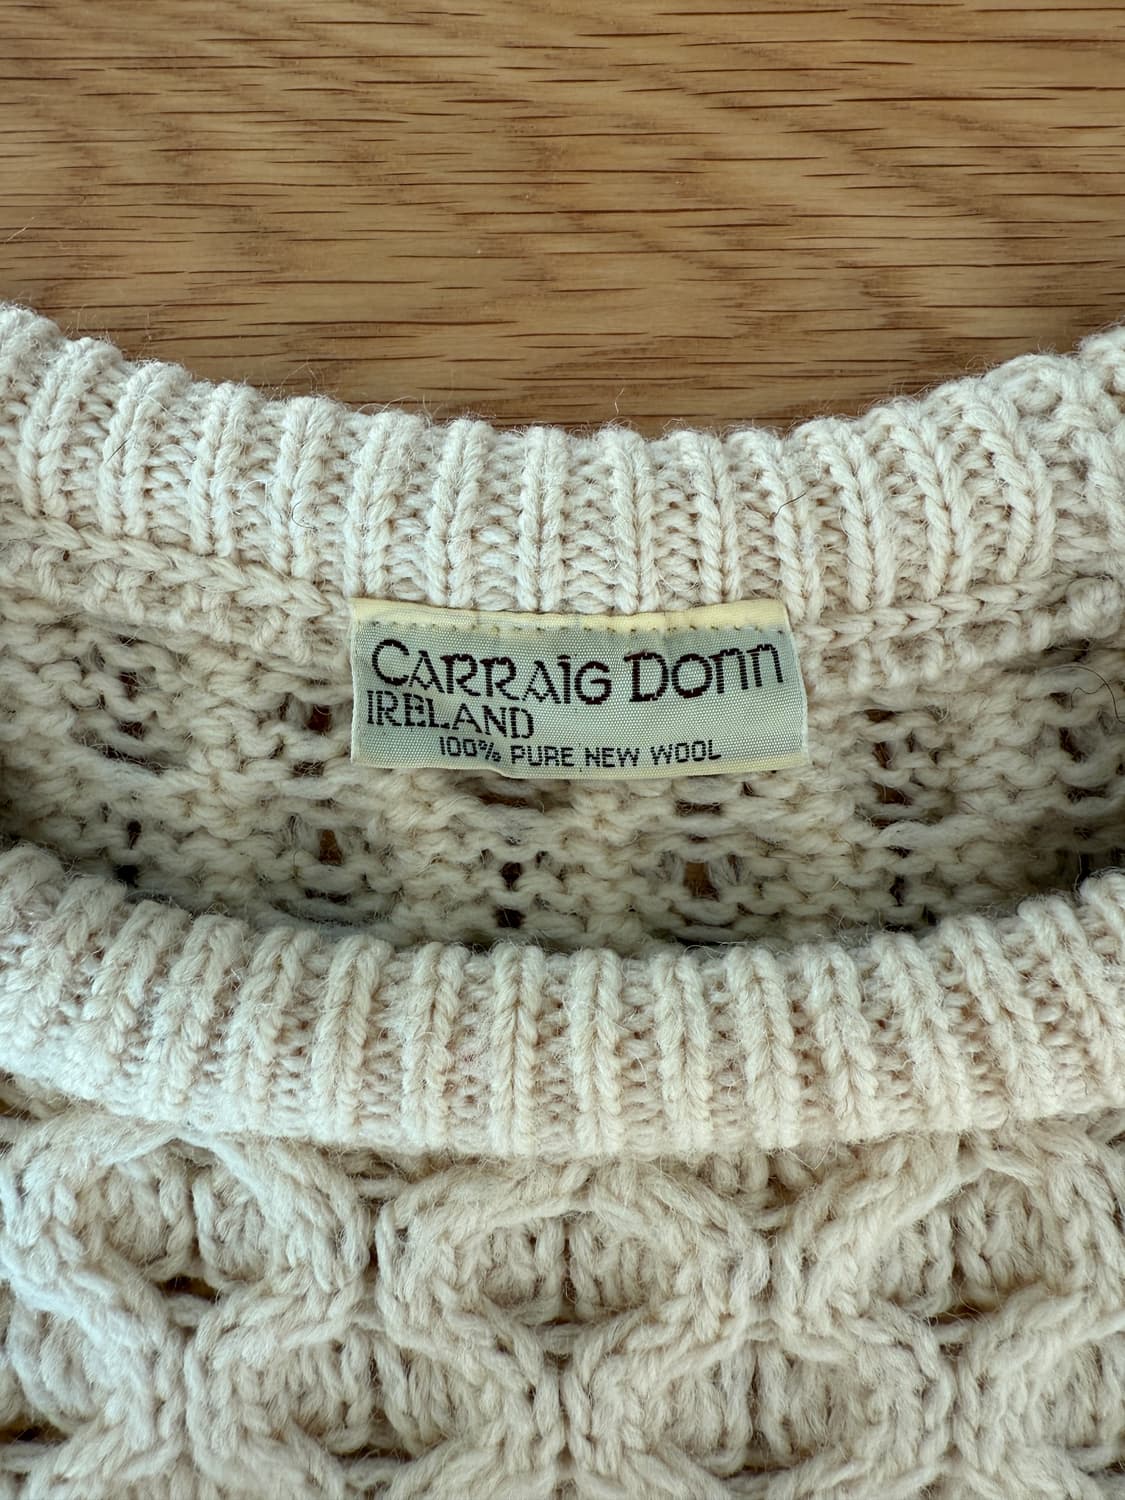 CARRAIG DONN
IRELAND
100% PURE NEW WOOL